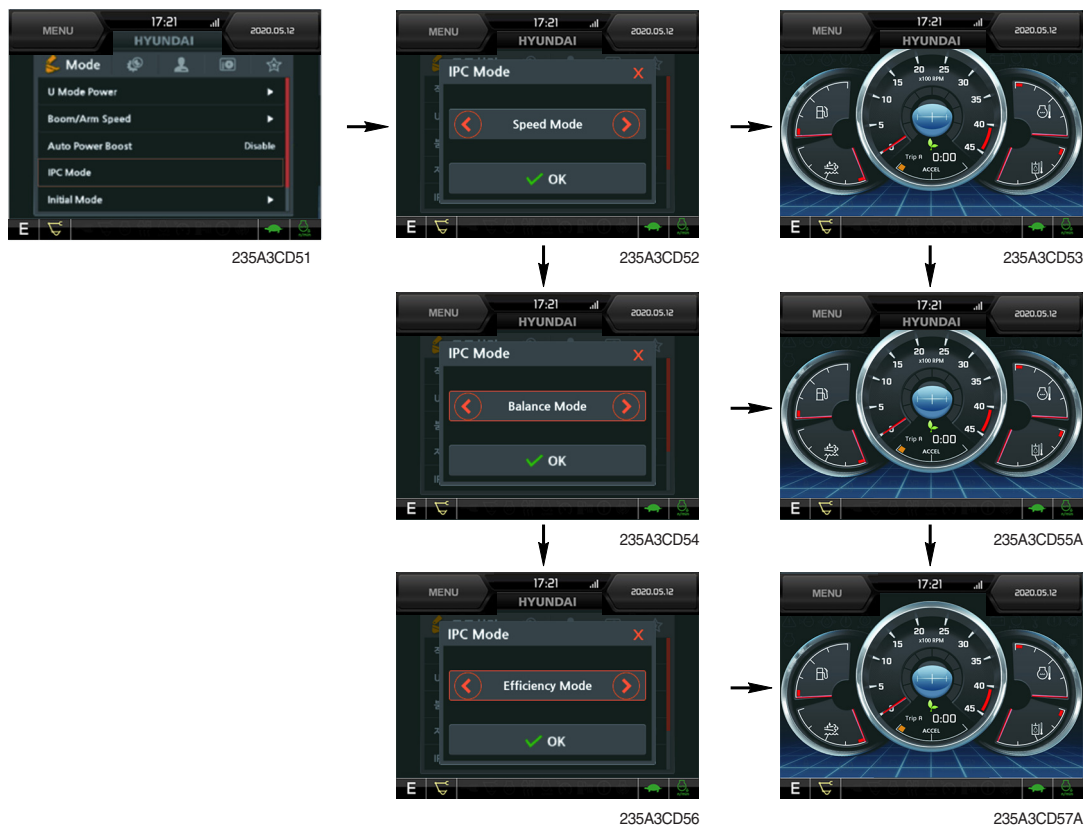 MENU
17:21
2020.05.12
HYUNDAI
Mode
U Mode Power
Boom/Arm Speed
Auto Power Boost Disable
IPC Mode
Initial Mode
E
235A3CD51
MENU
17:21
2020.05.12
HYUNDAI
IPC Mode X
Speed Mode
OK
E
235A3CD52
MENU
17:21
2020.05.12
HYUNDAI
20 25
x100 RPM
15 30
10 35
5 40
0 45
Trip A 0:00
ACCEL
E
235A3CD53
MENU
17:21
2020.05.12
HYUNDAI
IPC Mode X
Balance Mode
OK
E
235A3CD54
MENU
17:21
2020.05.12
HYUNDAI
20 25
x100 RPM
15 30
10 35
5 40
0 45
Trip A 0:00
ACCEL
E
235A3CD55A
MENU
17:21
2020.05.12
HYUNDAI
IPC Mode X
Efficiency Mode
OK
E
235A3CD56
MENU
17:21
2020.05.12
HYUNDAI
20 25
x100 RPM
15 30
10 35
5 40
0 45
Trip A 0:00
ACCEL
E
235A3CD57A